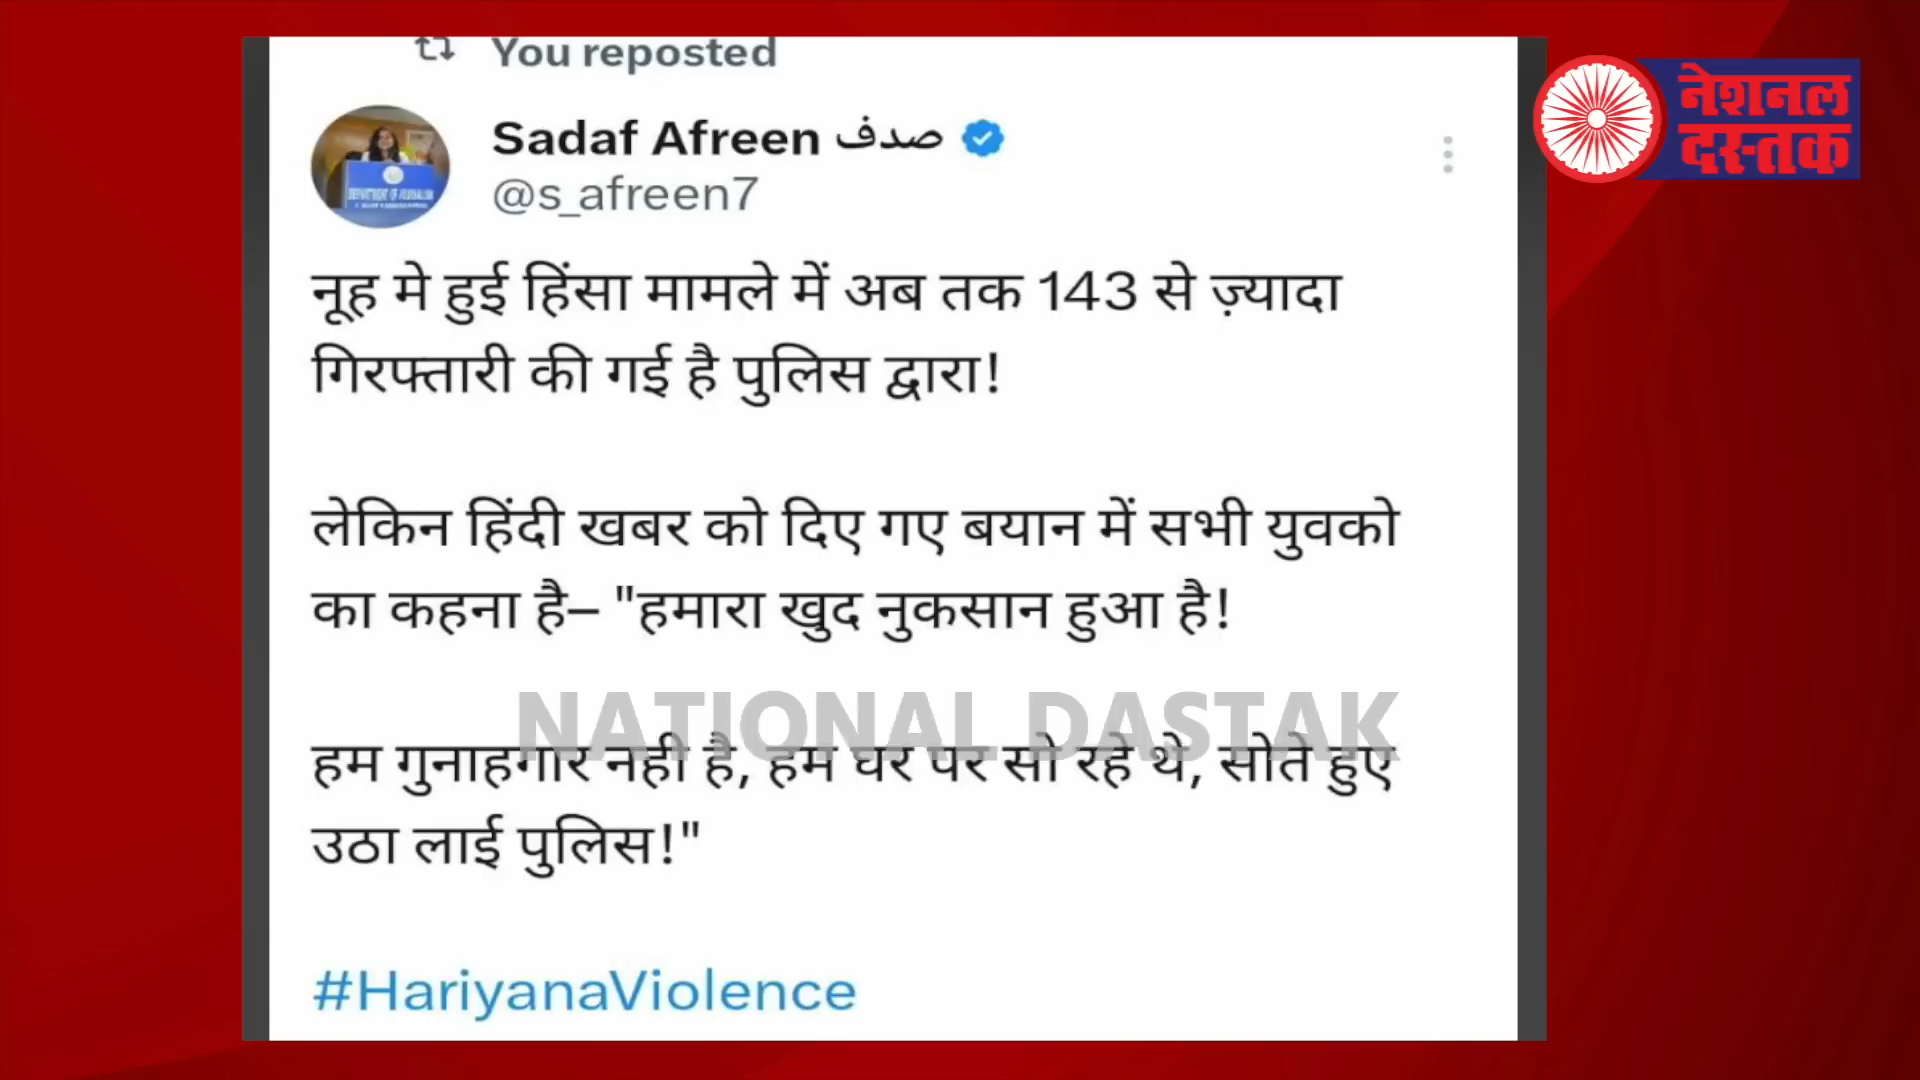 You reposted
Sadaf Afreen صدف
@s_afreen7
नेशनल
दस्तक
नूह मे हुई हिंसा मामले में अब तक 143 से ज़्यादा
गिरफ्तारी की गई है पुलिस द्वारा!
लेकिन हिंदी खबर को दिए गए बयान में सभी युवको
का कहना है– "हमारा खुद नुकसान हुआ है!
NATIONAL DASTAK
हम गुनाहगार नही है, हम घर पर सो रहे थे, सोते हुए
उठा लाई पुलिस!"
#HariyanaViolence